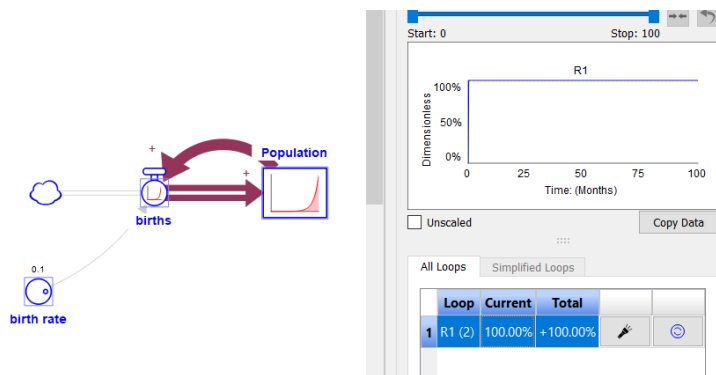 +
+
Population
births
0.1
birth rate
Start: 0
Stop: 100
R1
Dimensionless
100%
50%
0%
0 25 50 75 100
Time: (Months)
Unscaled
Copy Data
All Loops
Simplified Loops
Loop Current Total
1 R1 (2) 100.00% +100.00%